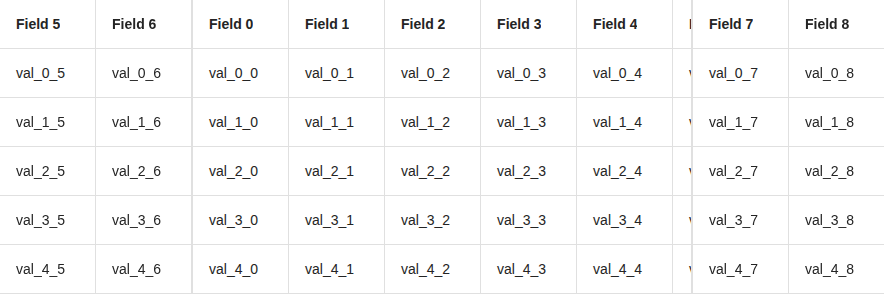 Field 5 Field 6 Field 0 Field 1 Field 2 Field 3 Field 4 Field 7 Field 8
val_0_5 val_0_6 val_0_0 val_0_1 val_0_2 val_0_3 val_0_4 val_0_7 val_0_8
val_1_5 val_1_6 val_1_0 val_1_1 val_1_2 val_1_3 val_1_4 val_1_7 val_1_8
val_2_5 val_2_6 val_2_0 val_2_1 val_2_2 val_2_3 val_2_4 val_2_7 val_2_8
val_3_5 val_3_6 val_3_0 val_3_1 val_3_2 val_3_3 val_3_4 val_3_7 val_3_8
val_4_5 val_4_6 val_4_0 val_4_1 val_4_2 val_4_3 val_4_4 val_4_7 val_4_8